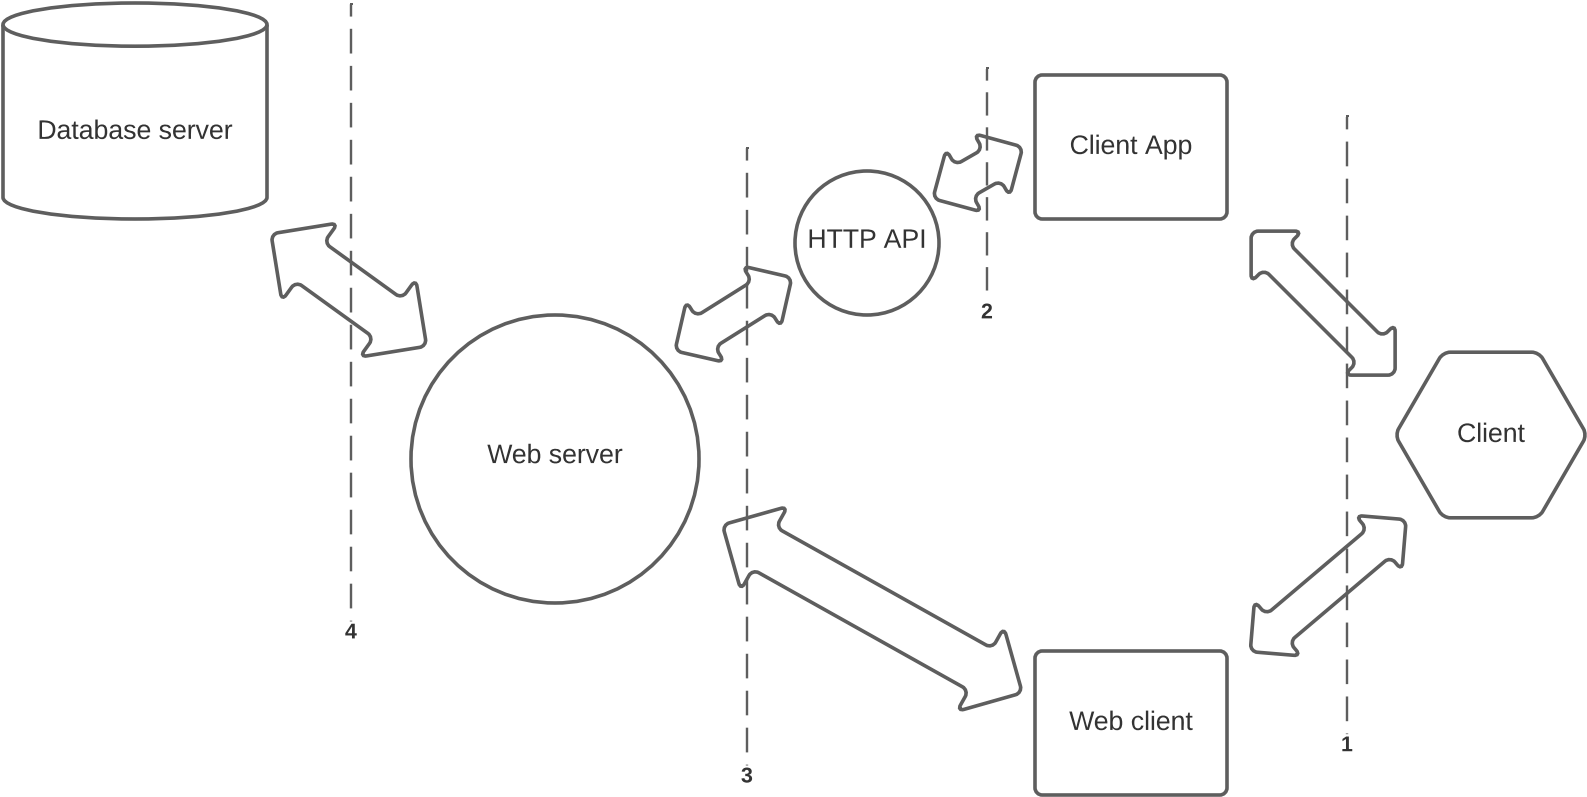 Database server
Client App
HTTP API
2
Client
Web server
4
Web client
1
3